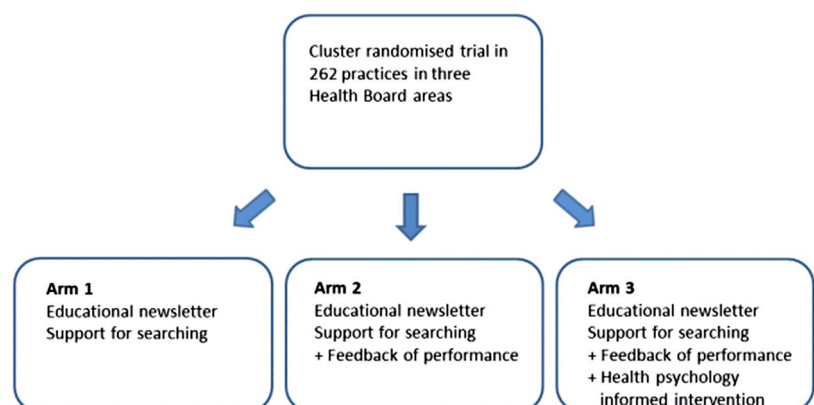 Cluster randomised trial in
262 practices in three
Health Board areas
Arm 1
Educational newsletter
Support for searching
Arm 2
Educational newsletter
Support for searching
+ Feedback of performance
Arm 3
Educational newsletter
Support for searching
+ Feedback of performance
+ Health psychology
informed intervention